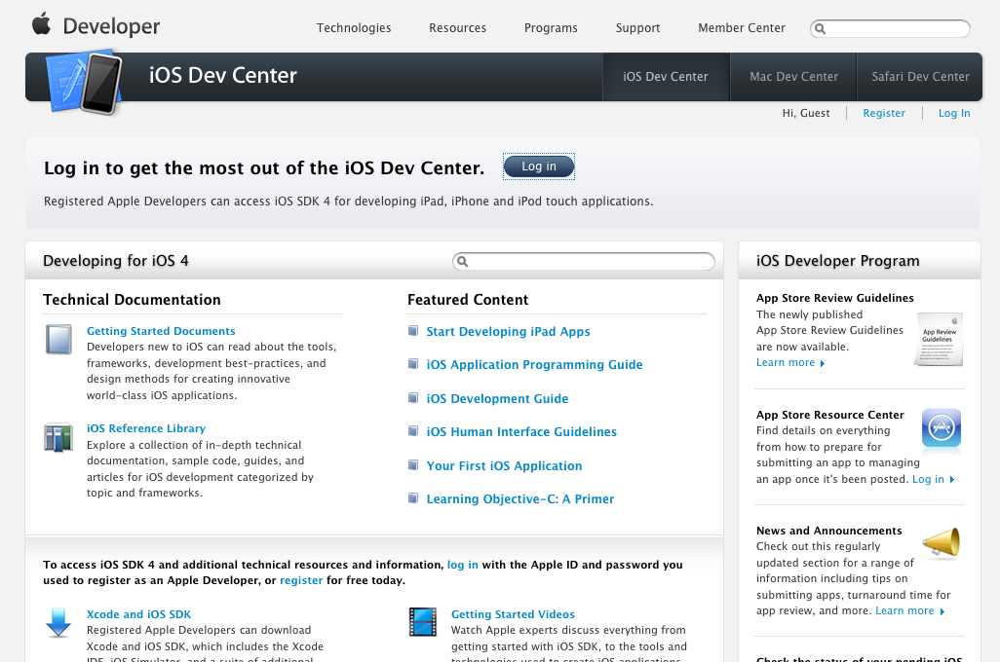 Developer
Technologies
Resources
Programs
Support
Member Center
iOS Dev Center
iOS Dev Center
Mac Dev Center
Safari Dev Center
Hi, Guest
Register
Log In
Log in to get the most out of the iOS Dev Center.
Log in
Registered Apple Developers can access iOS SDK 4 for developing iPad, iPhone and iPod touch applications.
Developing for iOS 4
Technical Documentation
Getting Started Documents
Developers new to iOS can read about the tools,
frameworks, development best-practices, and
design methods for creating innovative
world-class iOS applications.
iOS Reference Library
Explore a collection of in-depth technical
documentation, sample code, guides, and
articles for iOS development categorized by
topic and frameworks.
Featured Content
Start Developing iPad Apps
iOS Application Programming Guide
iOS Development Guide
iOS Human Interface Guidelines
Your First iOS Application
Learning Objective-C: A Primer
To access iOS SDK 4 and additional technical resources and information, log in with the Apple ID and password you
used to register as an Apple Developer, or register for free today.
Xcode and iOS SDK
Registered Apple Developers can download
Xcode and iOS SDK, which includes the Xcode
IDE, iOS Simulator, and a suite of additional
Getting Started Videos
Watch Apple experts discuss everything from
getting started with iOS SDK, to the tools and
technologies used to create iOS applications.
iOS Developer Program
App Store Review Guidelines
The newly published
App Store Review Guidelines
are now available.
Learn more
App Review
Guidelines
App Store Resource Center
Find details on everything
from how to prepare for
submitting an app to managing
an app once it's been posted. Log in
News and Announcements
Check out this regularly
updated section for a range of
information including tips on
submitting apps, turnaround time for
app review, and more. Learn more
Check the status of your pending iOS